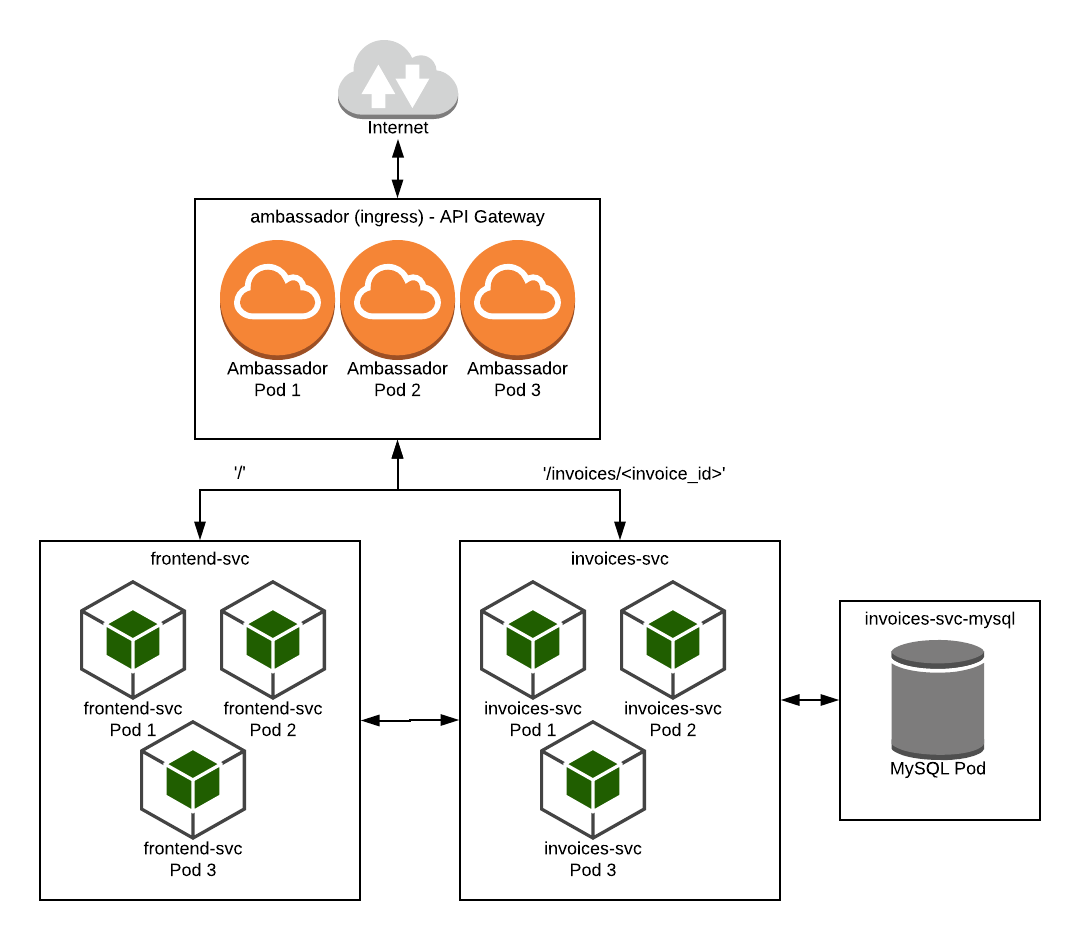 Internet
ambassador (ingress) - API Gateway
Ambassador
Pod 1
Ambassador
Pod 2
Ambassador
Pod 3
'/'
'/invoices/<invoice_id>'
frontend-svc
frontend-svc
Pod 1
frontend-svc
Pod 2
frontend-svc
Pod 3
invoices-svc
invoices-svc
Pod 1
invoices-svc
Pod 2
invoices-svc
Pod 3
invoices-svc-mysql
MySQL Pod